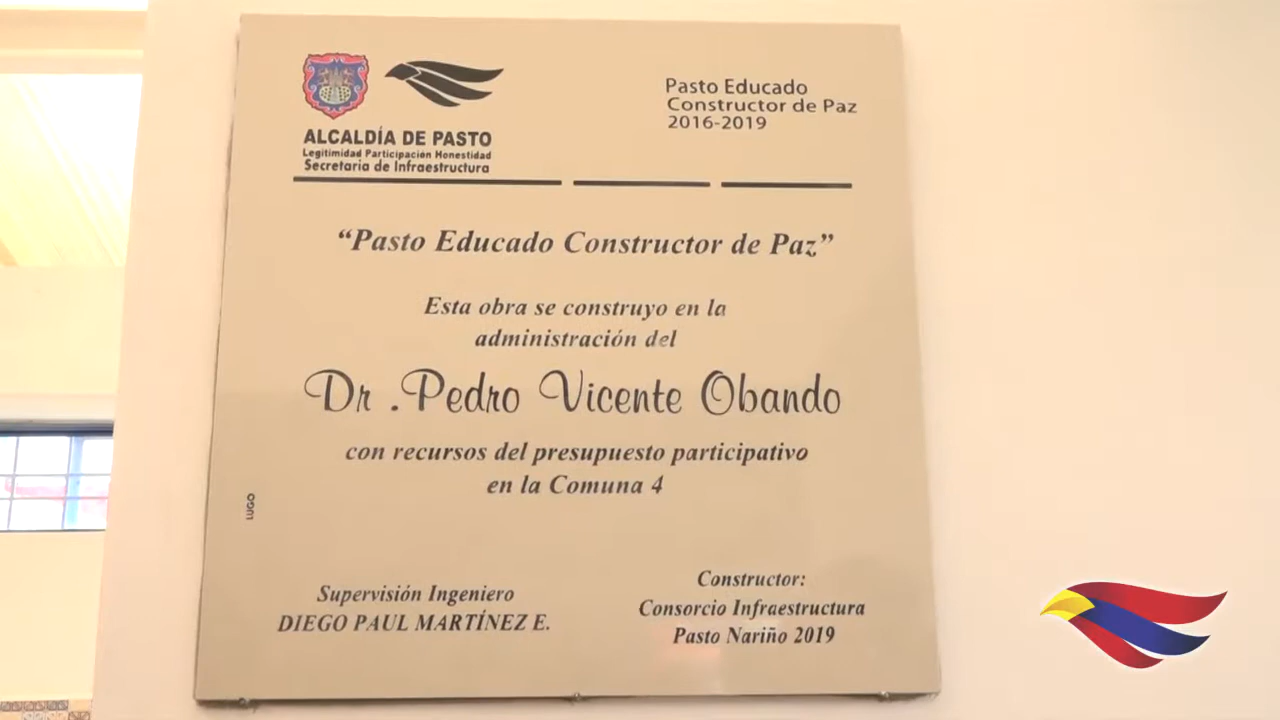 ALCALDÍA DE PASTO
Legitimidad Participación Honestidad
Secretaria de Infraestructura
Pasto Educado
Constructor de Paz
2016-2019
“Pasto Educado Constructor de Paz”
Esta obra se construyo en la
administración del
Dr .Pedro Vicente Obando
con recursos del presupuesto participativo
en la Comuna 4
LUGO
Supervisión Ingeniero
DIEGO PAUL MARTÍNEZ E.
Constructor:
Consorcio Infraestructura
Pasto Nariño 2019